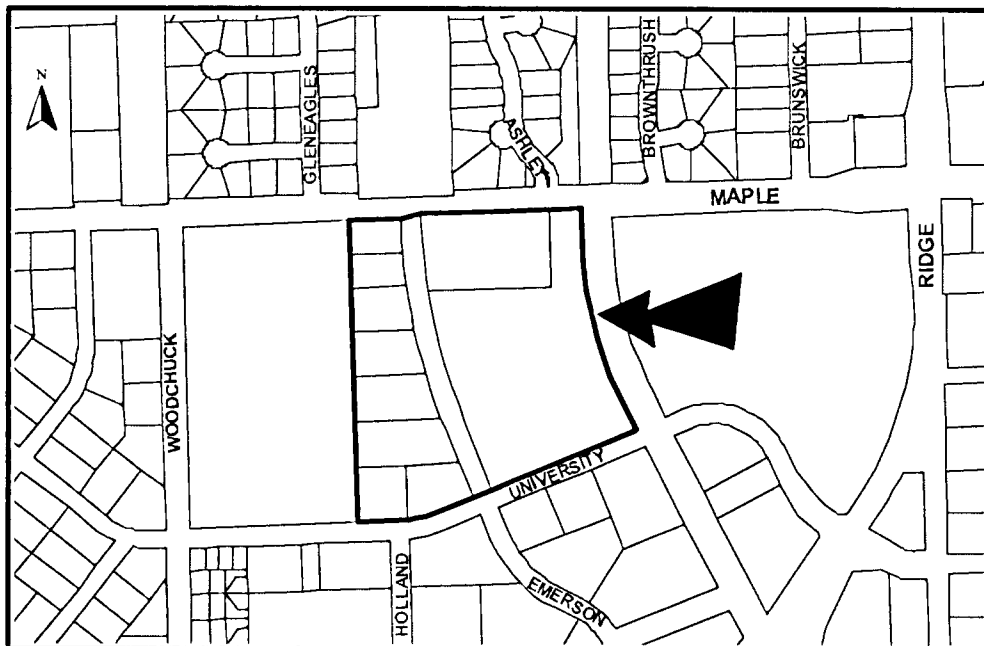 N
GLENEAGLES
ASHLEY
BROWNTHRUSH
BRUNSWICK
MAPLE
RIDGE
WOODCHUCK
UNIVERSITY
HOLLAND
EMERSON